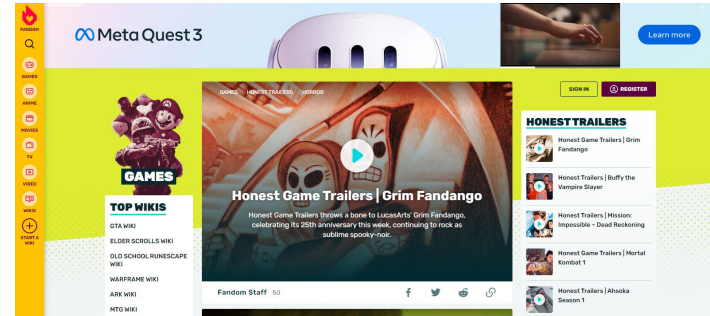 Meta Quest 3
Learn more
FANDOM
GAMES
ANIME
MOVIES
TV
VIDEO
WIKIS
START A
WIKI
GAMES
TOP WIKIS
GTA WIKI
ELDER SCROLLS WIKI
OLD SCHOOL RUNESCAPE
WIKI
WARFRAME WIKI
ARK WIKI
MTG WIKI
GAMES HONEST TRAILERS HORROR
Honest Game Trailers | Grim Fandango
Honest Game Trailers throws a bone to LucasArts' Grim Fandango,
celebrating its 25th anniversary this week, continuing to rock as
sublime spooky-noir.
Fandom Staff 5d
SIGN IN
REGISTER
HONEST TRAILERS
Honest Game Trailers | Grim
Fandango
Honest Trailers | Buffy the
Vampire Slayer
Honest Trailers | Mission:
Impossible – Dead Reckoning
Honest Game Trailers | Mortal
Kombat 1
Honest Trailers | Ahsoka
Season 1